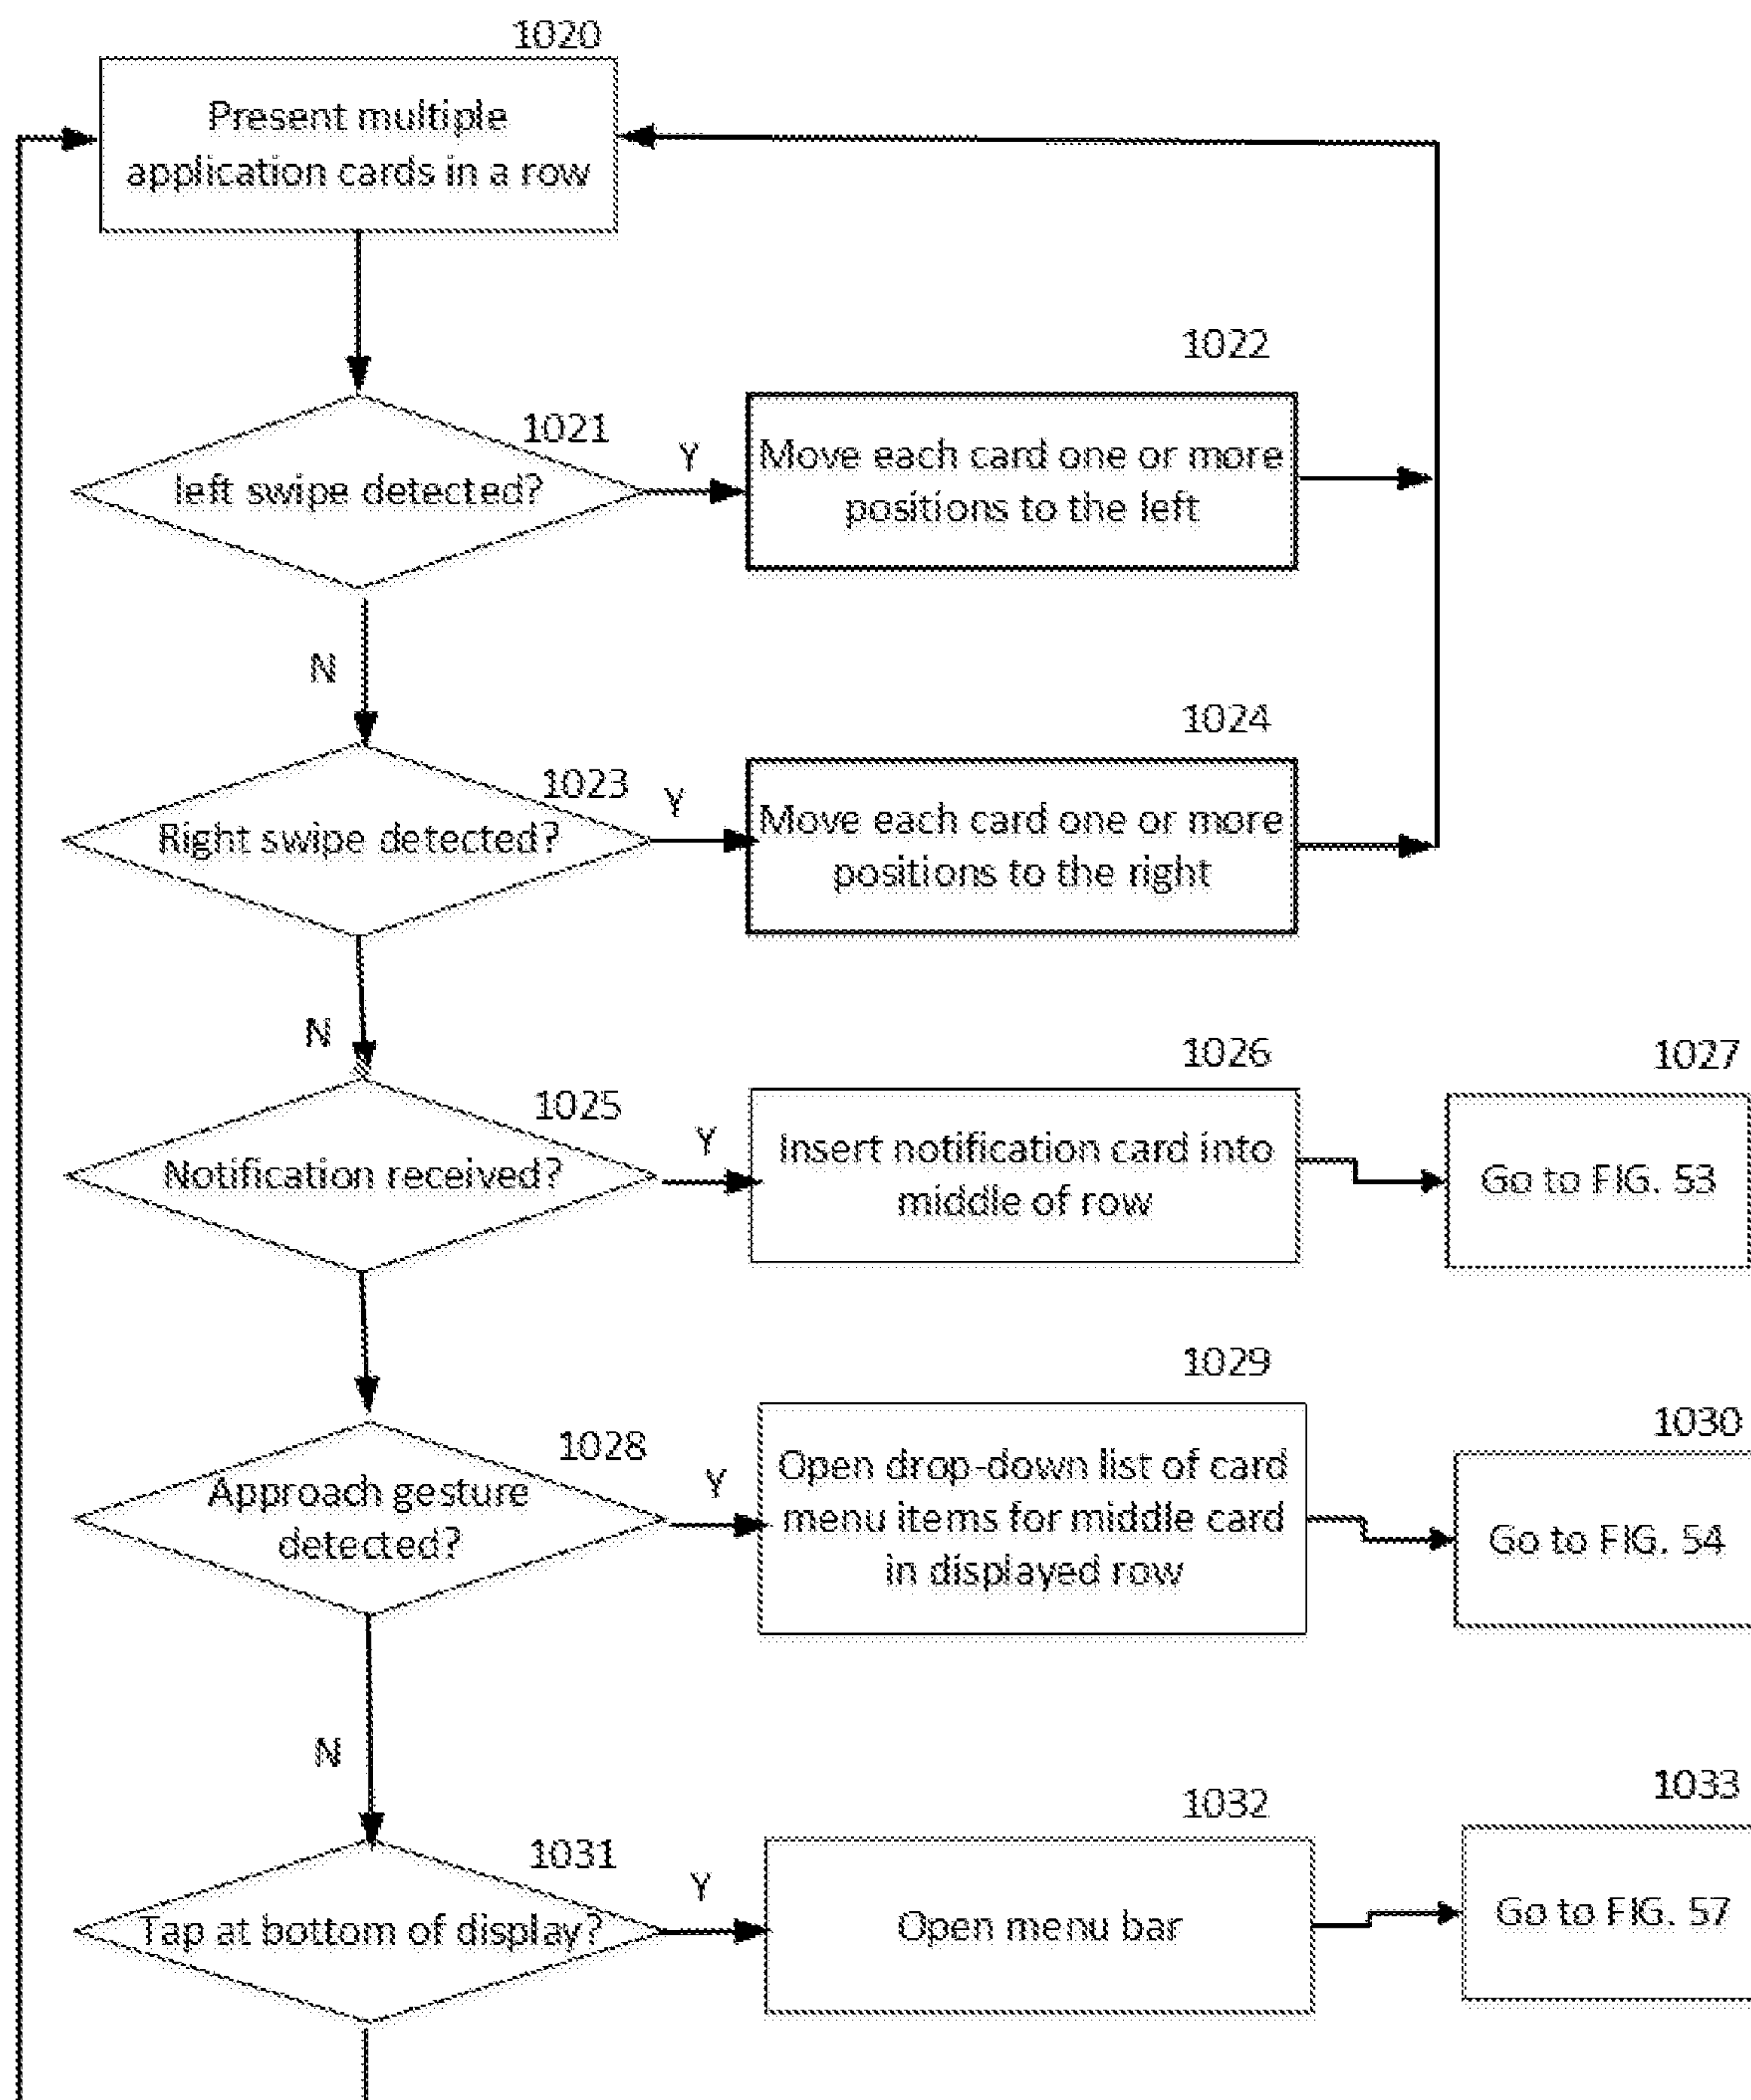 1020
Present multiple
application cards in a row
1022
1021
left swipe detected?
Y
Move each card one or more
positions to the left
N
1024
1023
Right swipe detected?
Y
Move each card one or more
positions to the right
N
1026
1027
1025
Notification received?
Y
Insert notification card into
middle of row
Go to FIG. 53
1029
1030
1028
Approach gesture
detected?
Y
Open drop-down list of card
menu items for middle card
in displayed row
Go to FIG. 54
N
1032
1033
1031
Tap at bottom of display?
Y
Open menu bar
Go to FIG. 57